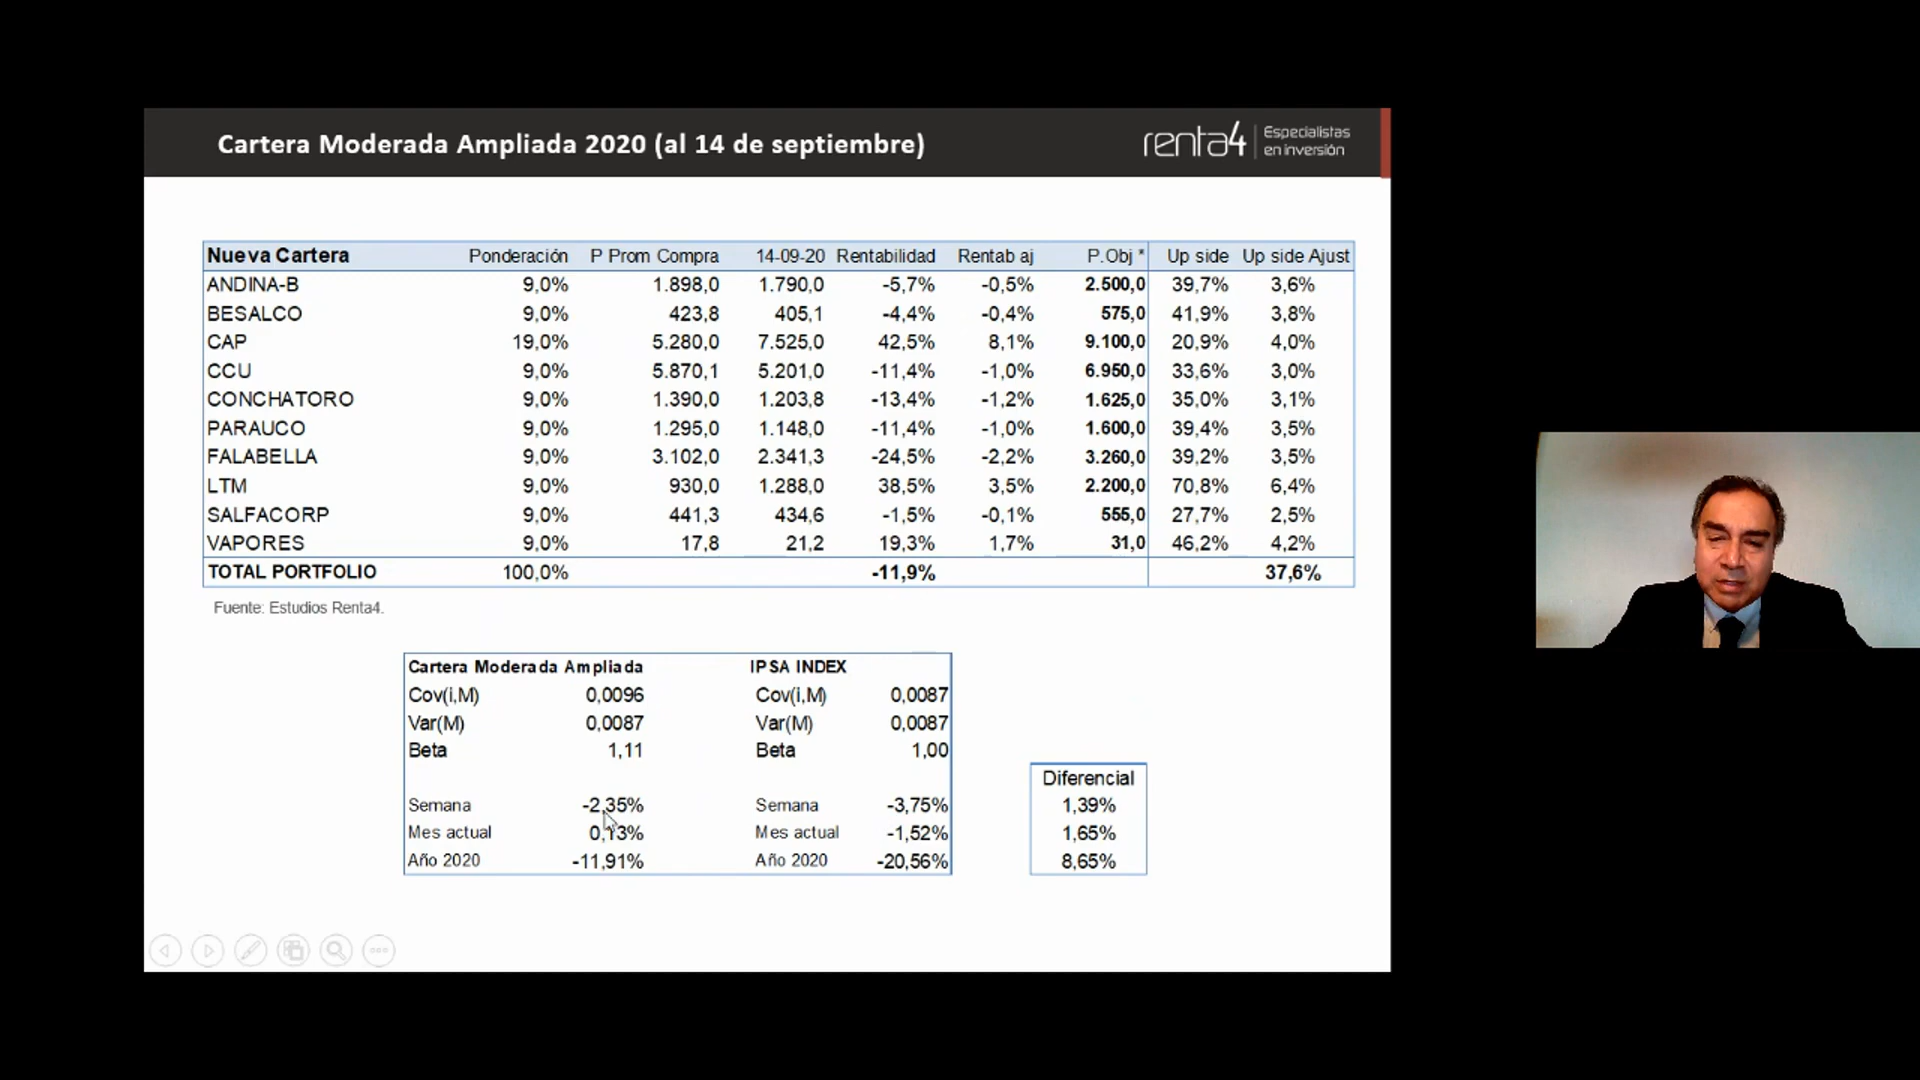 Cartera Moderada Ampliada 2020 (al 14 de septiembre)
renta4 Especialistas
en inversión
Nueva Cartera Ponderación P Prom Compra 14-09-20 Rentabilidad Rentab aj P.Obj * Up side Up side Ajust
ANDINA-B 9,0% 1.898,0 1.790,0 -5,7% -0,5% 2.500,0 39,7% 3,6%
BESALCO 9,0% 423,8 405,1 -4,4% -0,4% 575,0 41,9% 3,8%
CAP 19,0% 5.280,0 7.525,0 42,5% 8,1% 9.100,0 20,9% 4,0%
CCU 9,0% 5.870,1 5.201,0 -11,4% -1,0% 6.950,0 33,6% 3,0%
CONCHATORO 9,0% 1.390,0 1.203,8 -13,4% -1,2% 1.625,0 35,0% 3,1%
PARAUCO 9,0% 1.295,0 1.148,0 -11,4% -1,0% 1.600,0 39,4% 3,5%
FALABELLA 9,0% 3.102,0 2.341,3 -24,5% -2,2% 3.260,0 39,2% 3,5%
LTM 9,0% 930,0 1.288,0 38,5% 3,5% 2.200,0 70,8% 6,4%
SALFACORP 9,0% 441,3 434,6 -1,5% -0,1% 555,0 27,7% 2,5%
VAPORES 9,0% 17,8 21,2 19,3% 1,7% 31,0 46,2% 4,2%
TOTAL PORTFOLIO 100,0% -11,9% 37,6%
Fuente: Estudios Renta4.
Cartera Moderada Ampliada IPSA INDEX
Cov(i,M) 0,0096 Cov(i,M) 0,0087
Var(M) 0,0087 Var(M) 0,0087
Beta 1,11 Beta 1,00
Diferencial
Semana -2,35% Semana -3,75% 1,39%
Mes actual 0,13% Mes actual -1,52% 1,65%
Año 2020 -11,91% Año 2020 -20,56% 8,65%